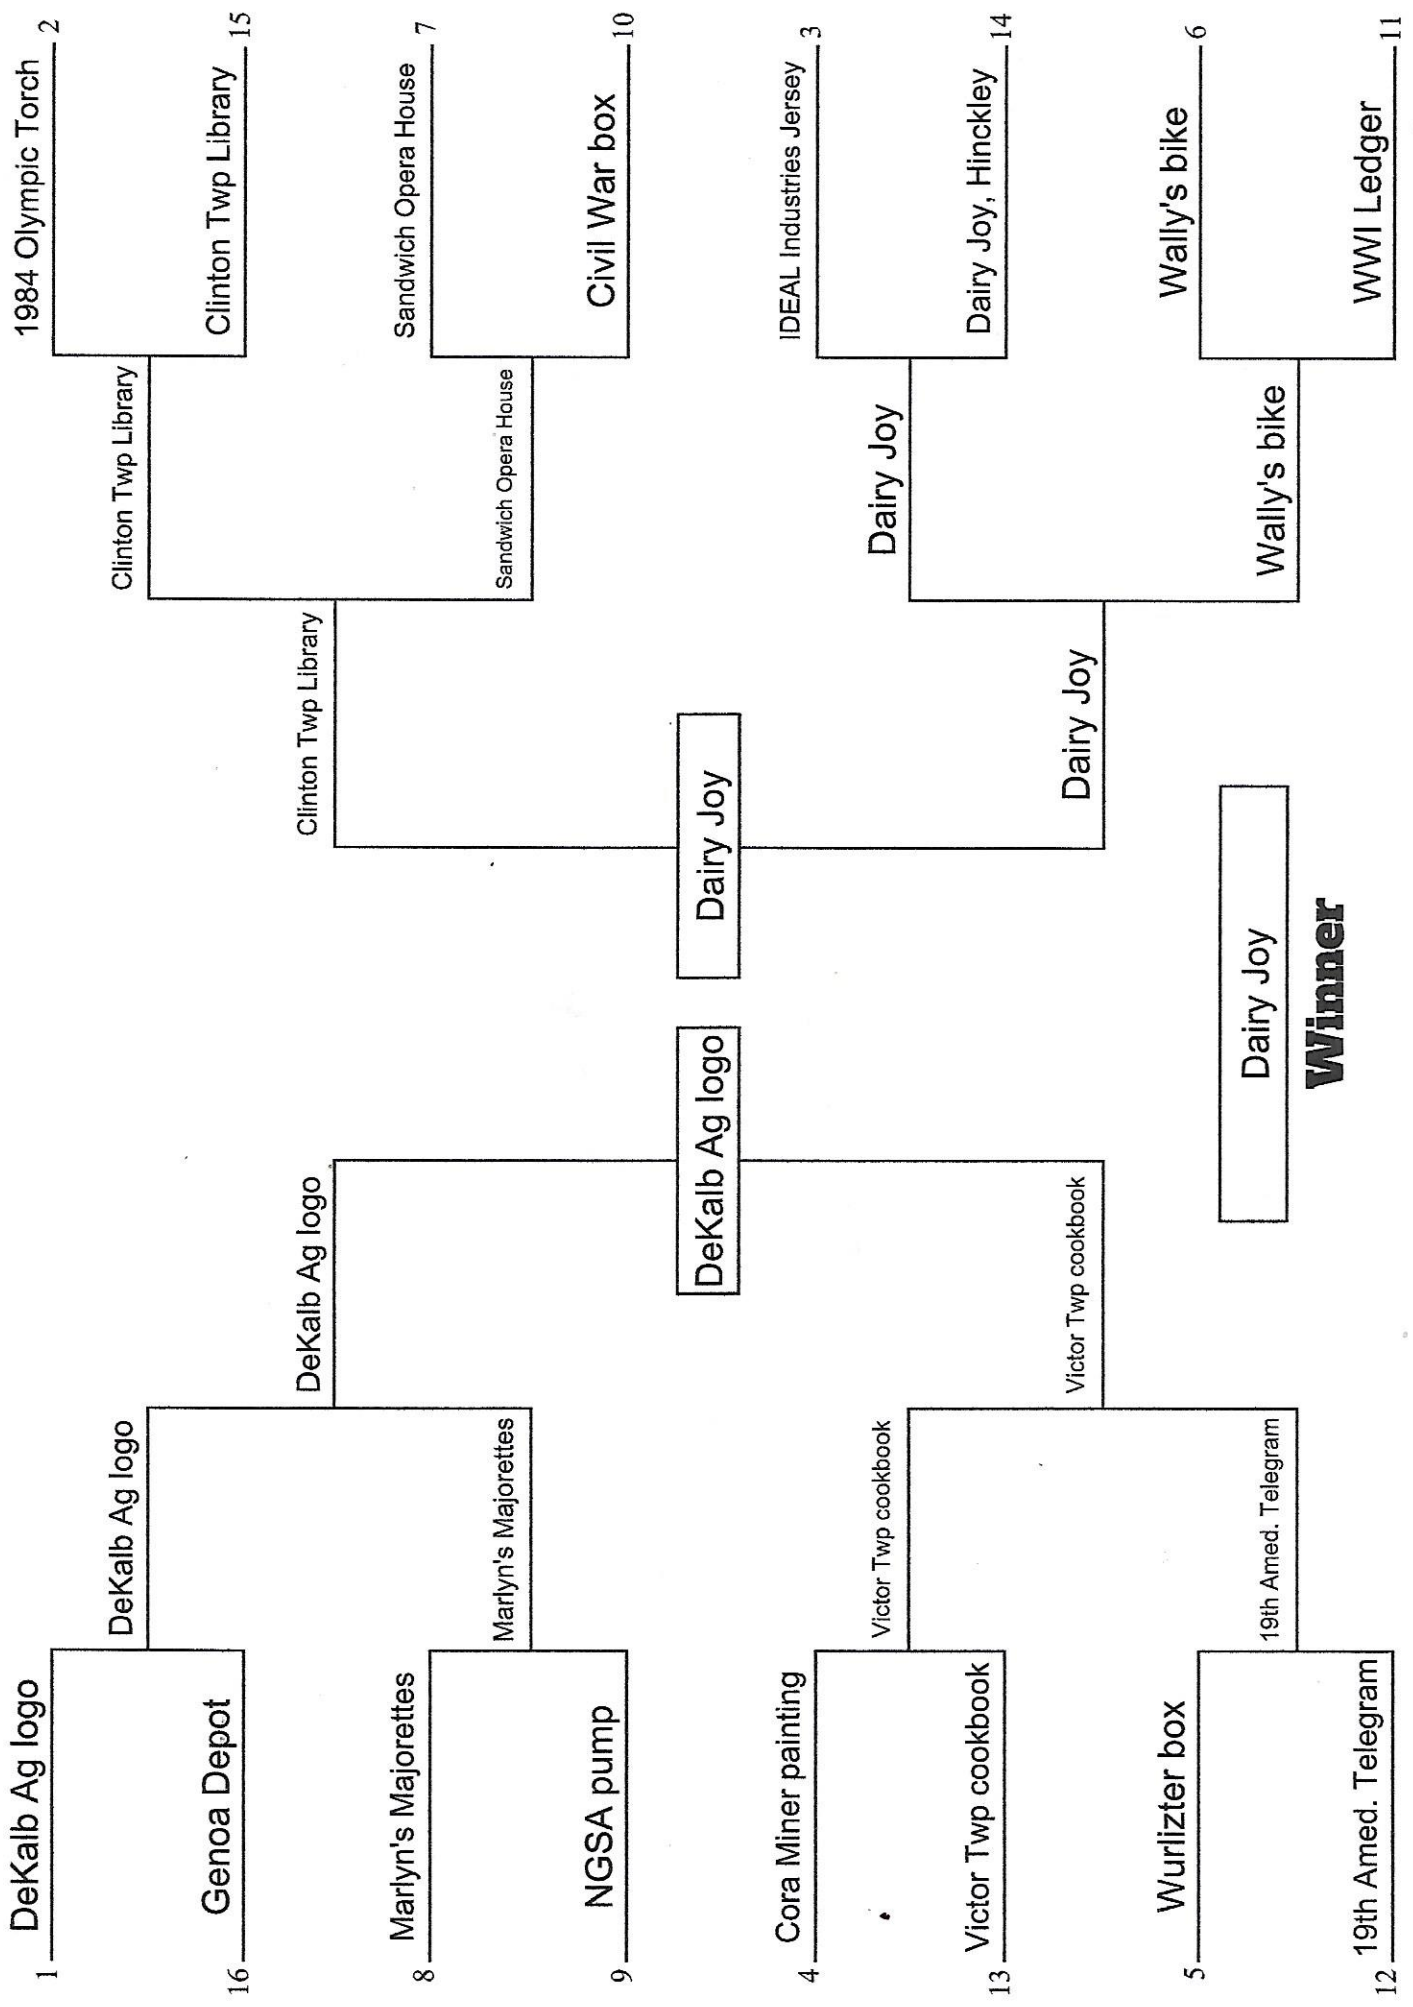 1 DeKalb Ag logo
16 Genoa Depot
8 Marlyn's Majorettes
9 NGSA pump
4 Cora Miner painting
13 Victor Twp cookbook
5 Wurlizter box
12 19th Amed. Telegram
DeKalb Ag logo
Marlyn's Majorettes
Victor Twp cookbook
19th Amed. Telegram
DeKalb Ag logo
Victor Twp cookbook
DeKalb Ag logo
Dairy Joy
Dairy Joy
Winner
Clinton Twp Library
Dairy Joy
Clinton Twp Library
Sandwich Opera House
Dairy Joy
Wally's bike
1984 Olympic Torch 2
Clinton Twp Library 15
Sandwich Opera House 7
Civil War box 10
IDEAL Industries Jersey 3
Dairy Joy, Hinckley 14
Wally's bike 6
WWI Ledger 11